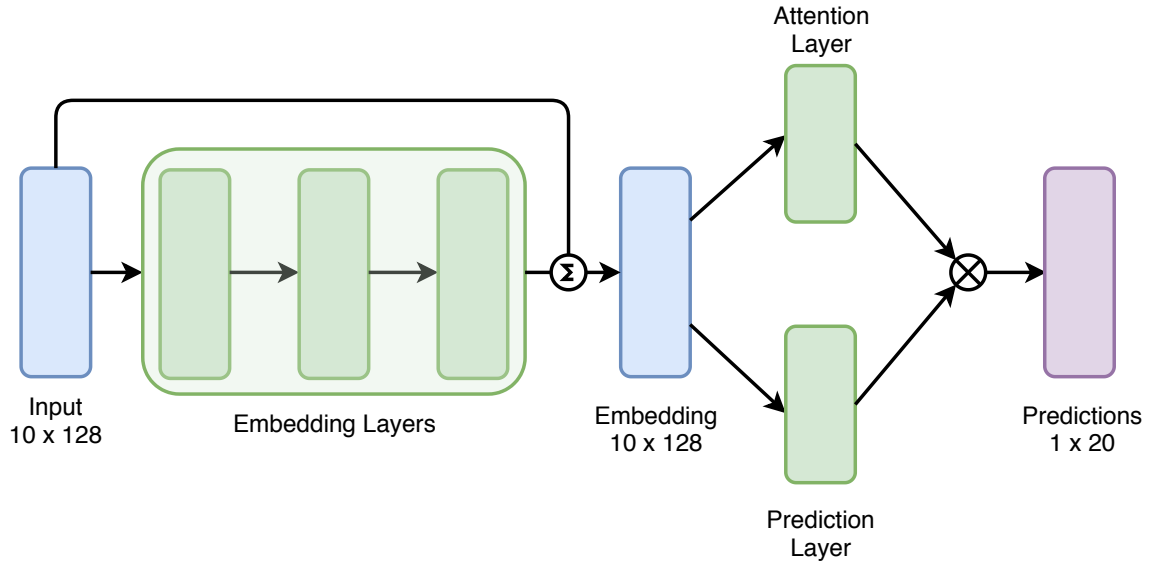 Attention
Layer
Σ
Input
10 x 128
Embedding Layers
Embedding
10 x 128
Predictions
1 x 20
Prediction
Layer